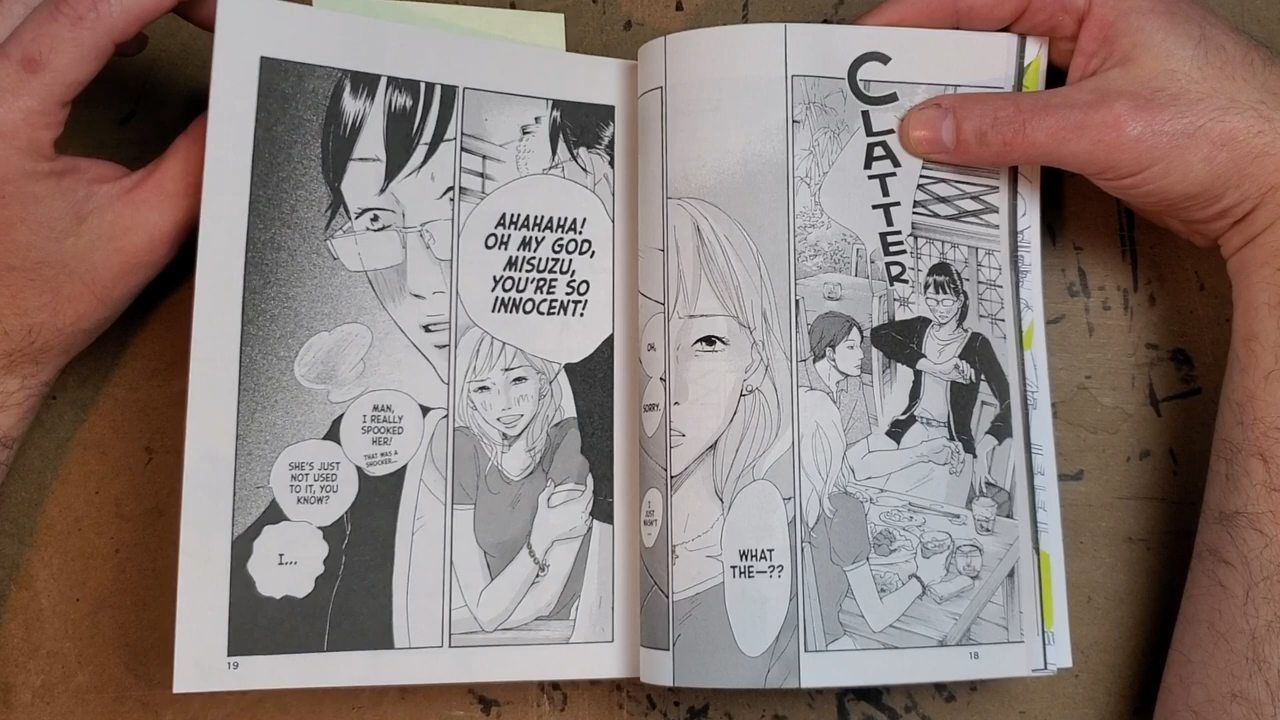 CLATTER
WHAT
THE—??
OH,
SORRY.
I
JUST
WASN'T
...
18
AHAHAHA!
OH MY GOD,
MISUZU,
YOU'RE SO
INNOCENT!
MAN,
I REALLY
SPOOKED
HER!
THAT WAS A
SHOCKER...
SHE'S JUST
NOT USED
TO IT, YOU
KNOW?
I...
19